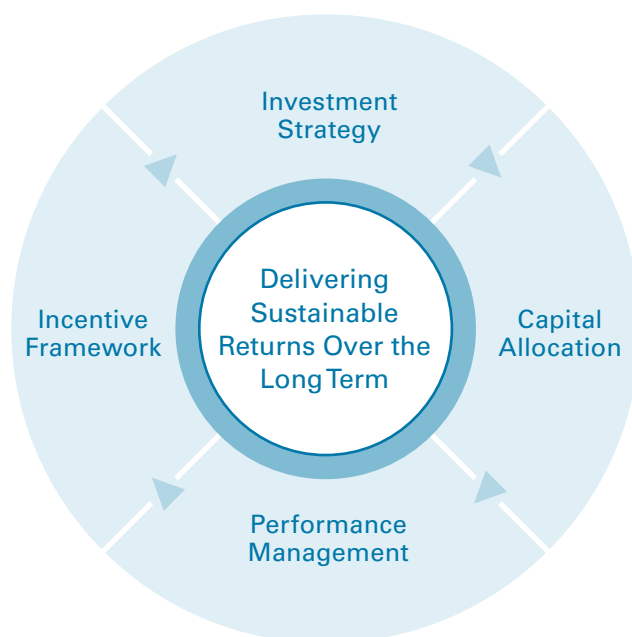 Investment
Strategy
Delivering
Sustainable
Returns Over the
Long Term
Incentive
Framework
Capital
Allocation
Performance
Management